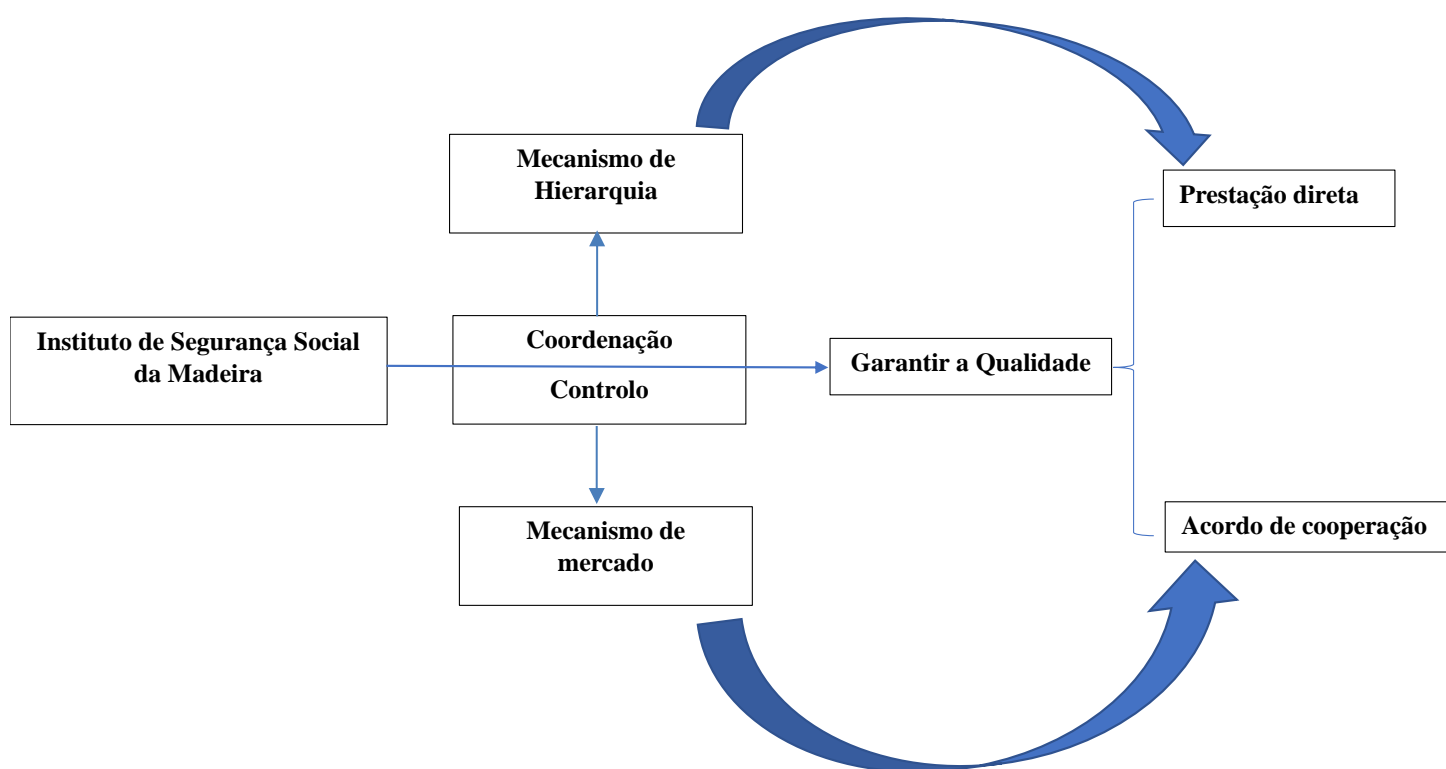 Mecanismo de
Hierarquia
Prestação direta
Instituto de Segurança Social
da Madeira
Coordenação
Controlo
Garantir a Qualidade
Mecanismo de
mercado
Acordo de cooperação